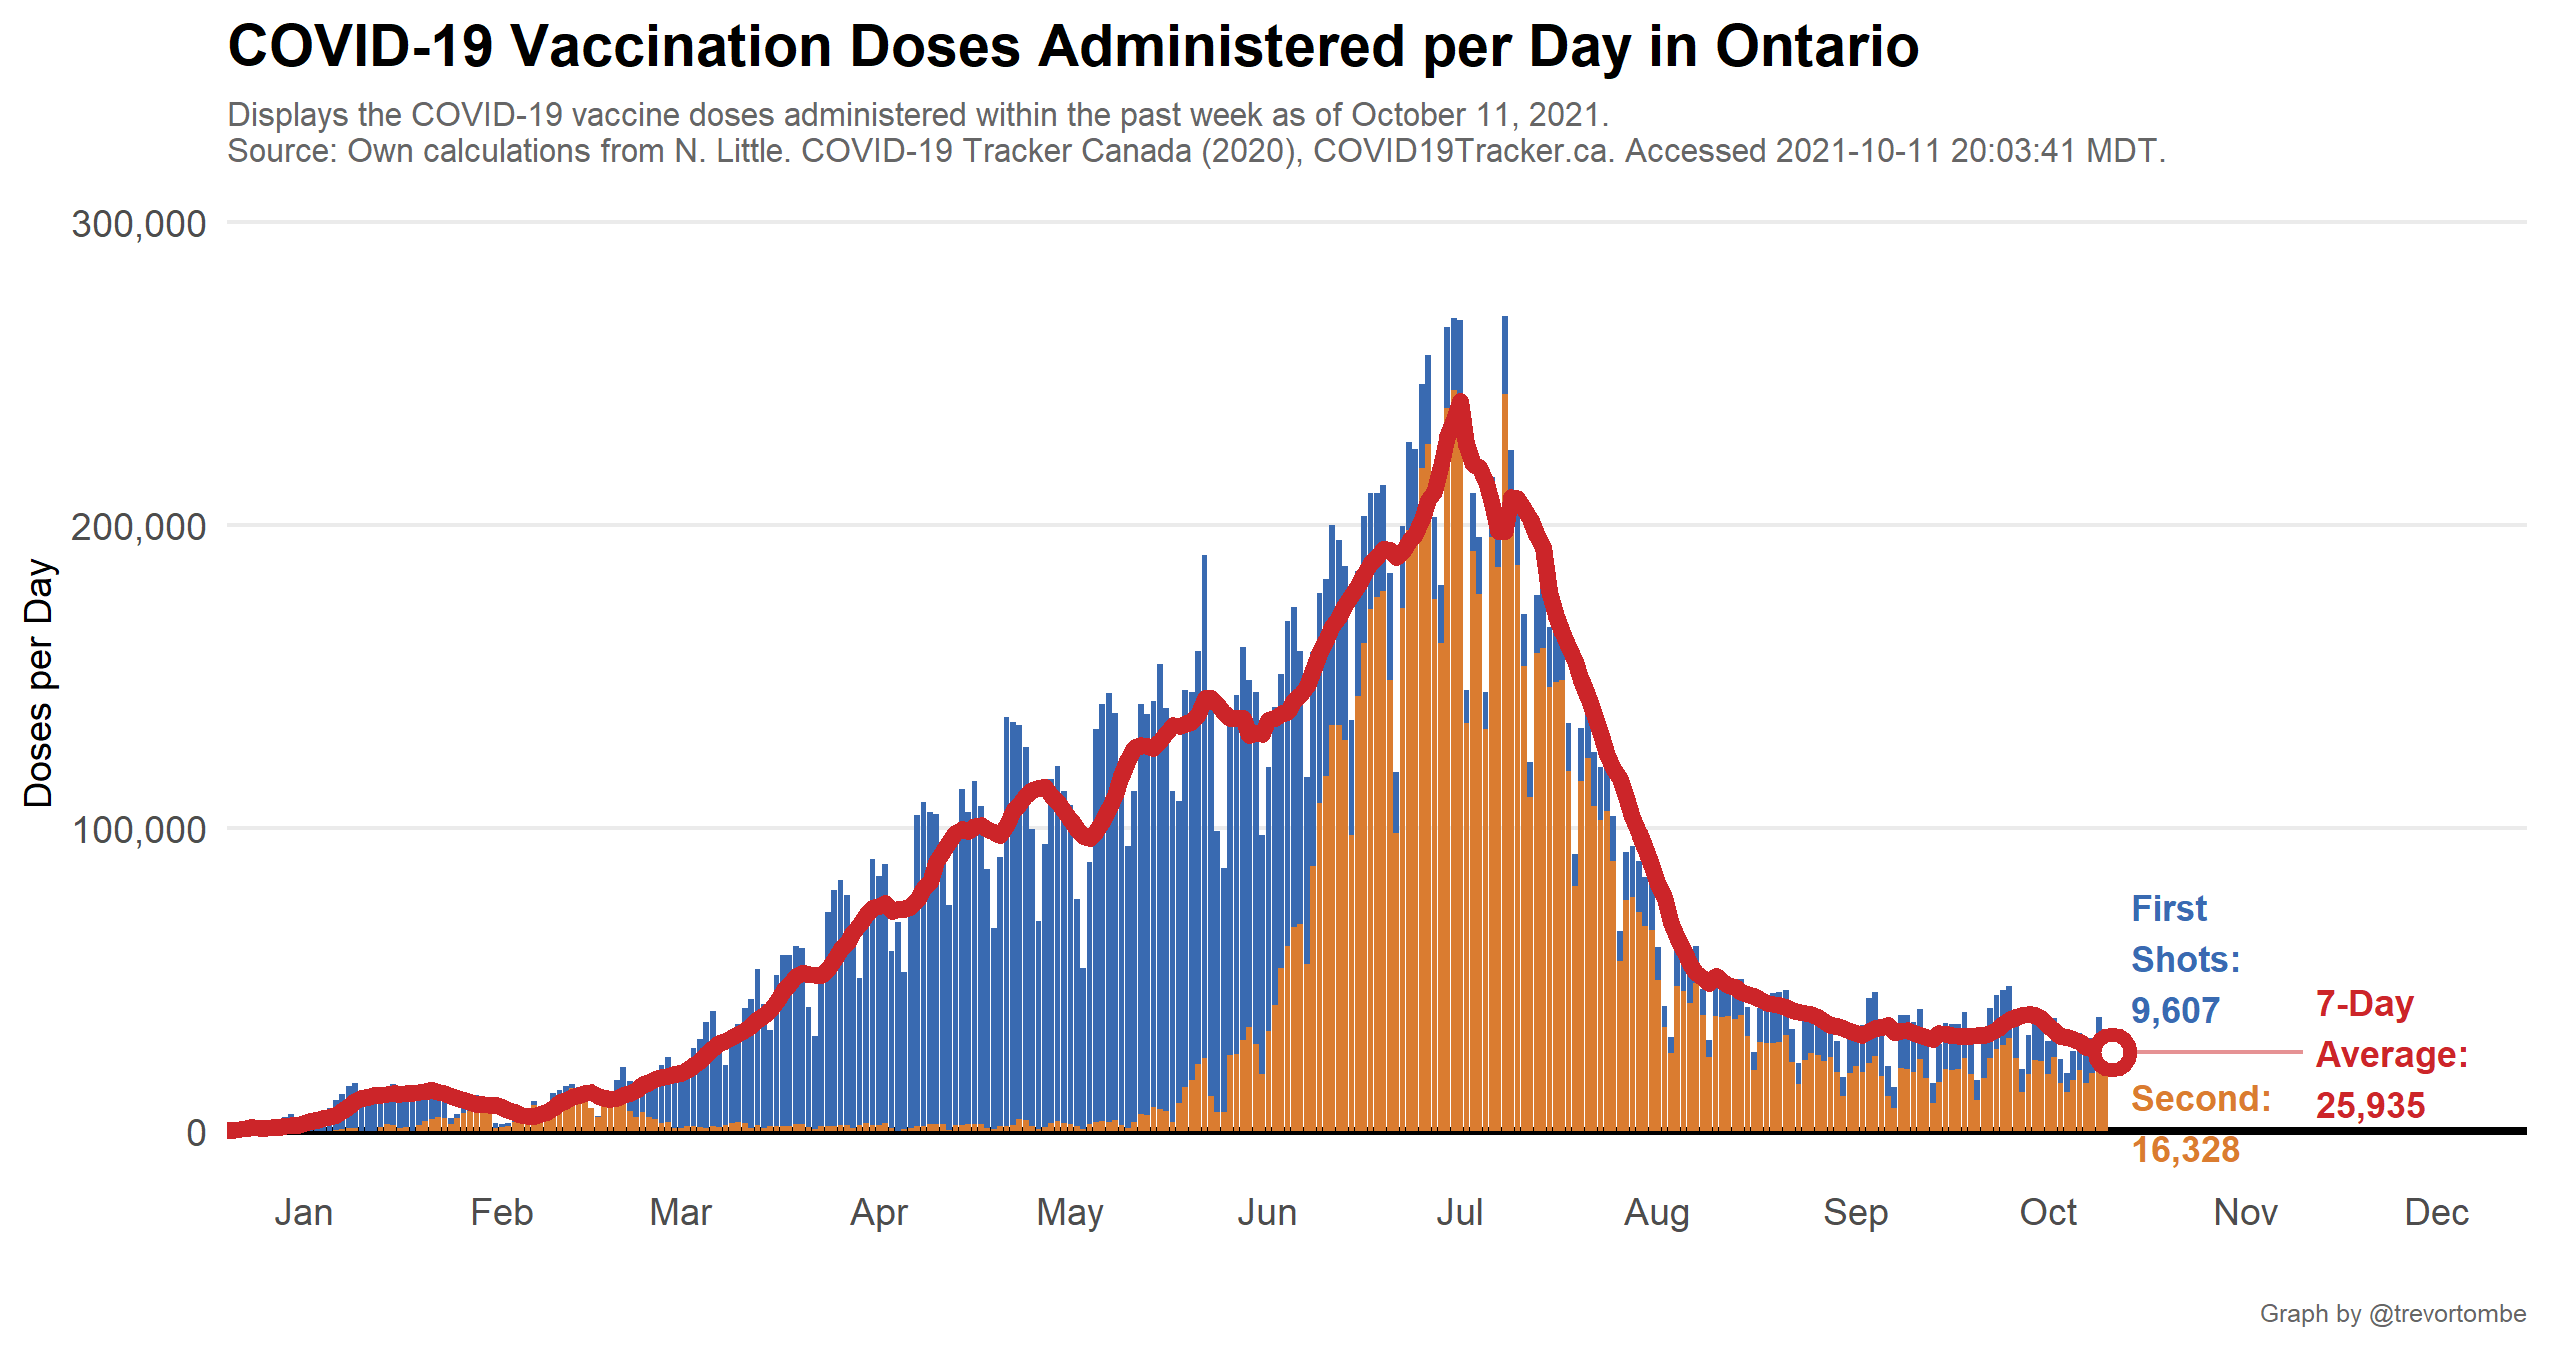 COVID-19 Vaccination Doses Administered per Day in Ontario
Displays the COVID-19 vaccine doses administered within the past week as of October 11, 2021.
Source: Own calculations from N. Little. COVID-19 Tracker Canada (2020), COVID19Tracker.ca. Accessed 2021-10-11 20:03:41 MDT.
Doses per Day
300,000
200,000
100,000
0
First
Shots:
9,607
Second:
16,328
7-Day
Average:
25,935
Jan
Feb
Mar
Apr
May
Jun
Jul
Aug
Sep
Oct
Nov
Dec
Graph by @trevortombe